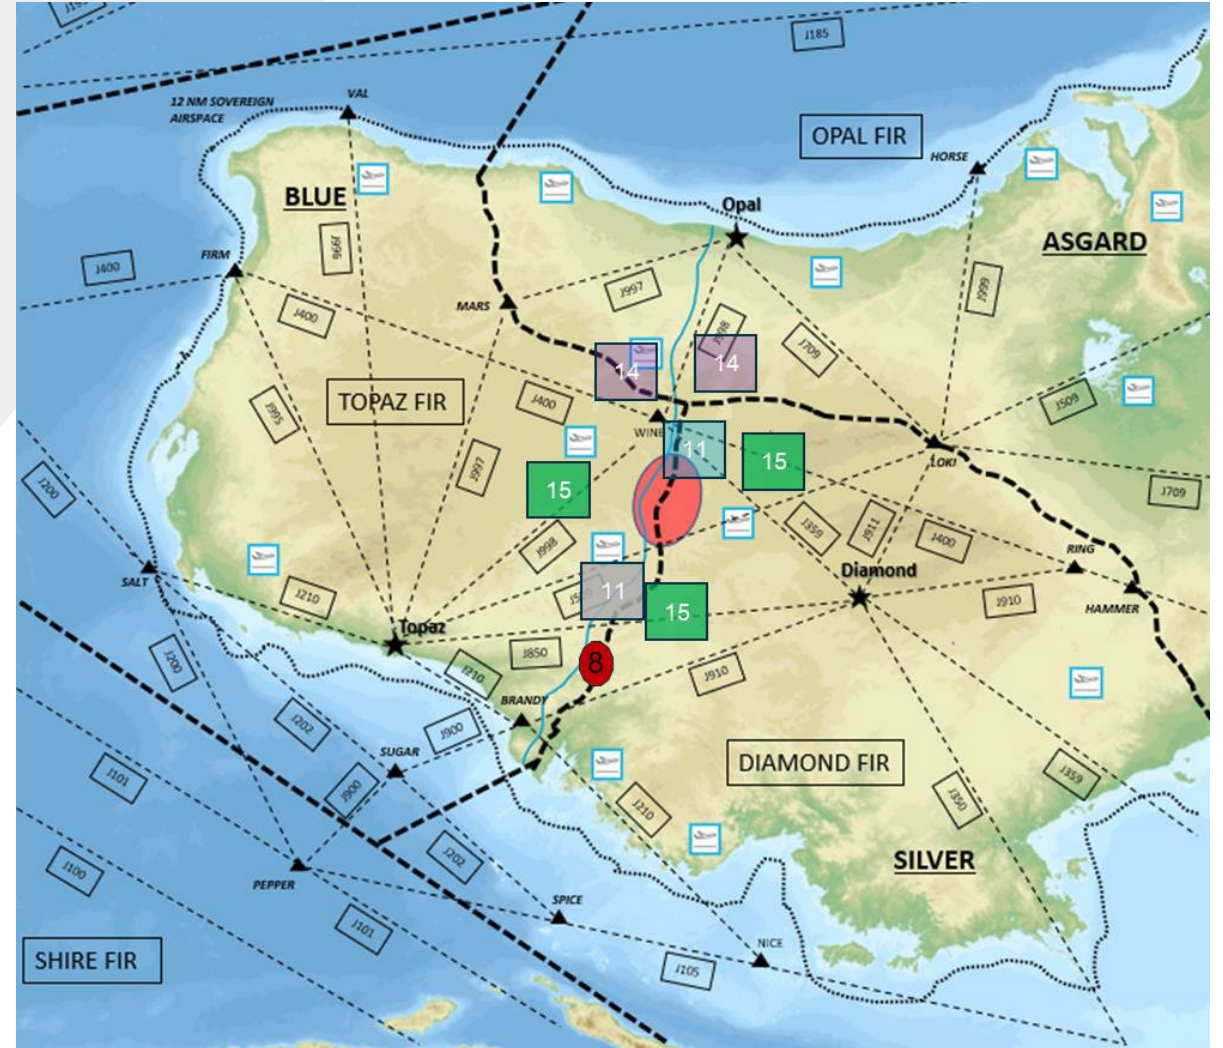 J185
12 NM SOVEREIGN
AIRSPACE
VAL
OPAL FIR
HORSE
BLUE
J996
Opal
ASGARD
FIRM
J400
J997
J999
MARS
J400
J998
J709
14
14
TOPAZ FIR
J400
J509
J995
WINE
11
15
LOKI
J997
15
J709
J200
J998
J359
J911
J400
RING
SALT
Diamond
J210
11
15
J910
HAMMER
Topaz
J850
8
J200
J210
J910
BRANDY
J202
J900
SUGAR
DIAMOND FIR
J101
J900
J359
J210
J350
J202
SILVER
J100
PEPPER
SPICE
J101
NICE
SHIRE FIR
J105